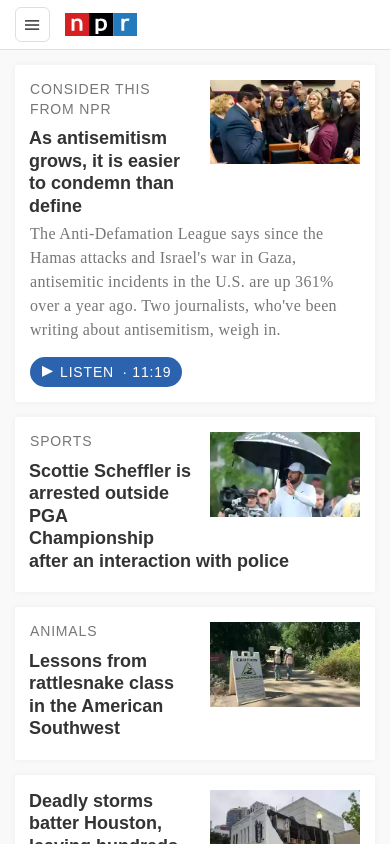 npr
CONSIDER THIS
FROM NPR
As antisemitism
grows, it is easier
to condemn than
define
The Anti-Defamation League says since the
Hamas attacks and Israel's war in Gaza,
antisemitic incidents in the U.S. are up 361%
over a year ago. Two journalists, who've been
writing about antisemitism, weigh in.
LISTEN · 11:19
SPORTS
Scottie Scheffler is
arrested outside
PGA
Championship
after an interaction with police
ANIMALS
Lessons from
rattlesnake class
in the American
Southwest
CAUTION
Deadly storms
batter Houston,
leaving hundreds